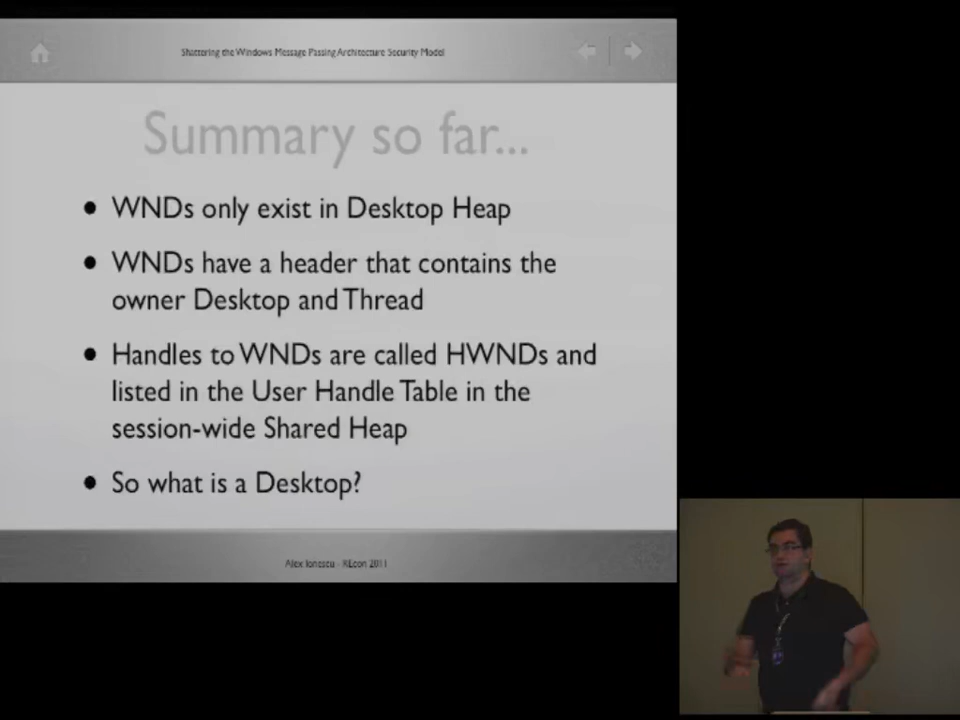 Shattering the Windows Message Passing Architecture Security Model
Summary so far...
• WNDs only exist in Desktop Heap
• WNDs have a header that contains the
owner Desktop and Thread
• Handles to WNDs are called HWNDs and
listed in the User Handle Table in the
session-wide Shared Heap
• So what is a Desktop?
Alex Ionescu - REcon 2011